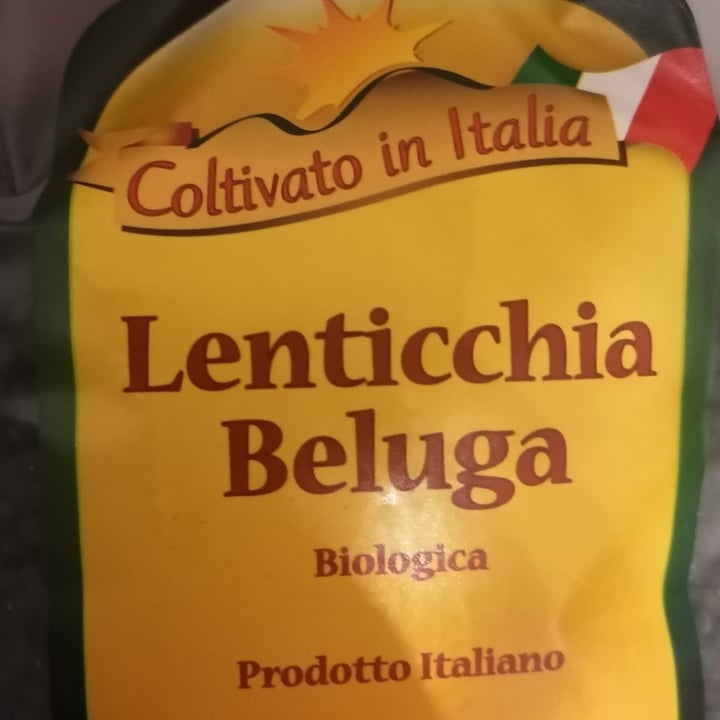 Coltivato in Italia
Lenticchia
Beluga
Biologica
Prodotto Italiano